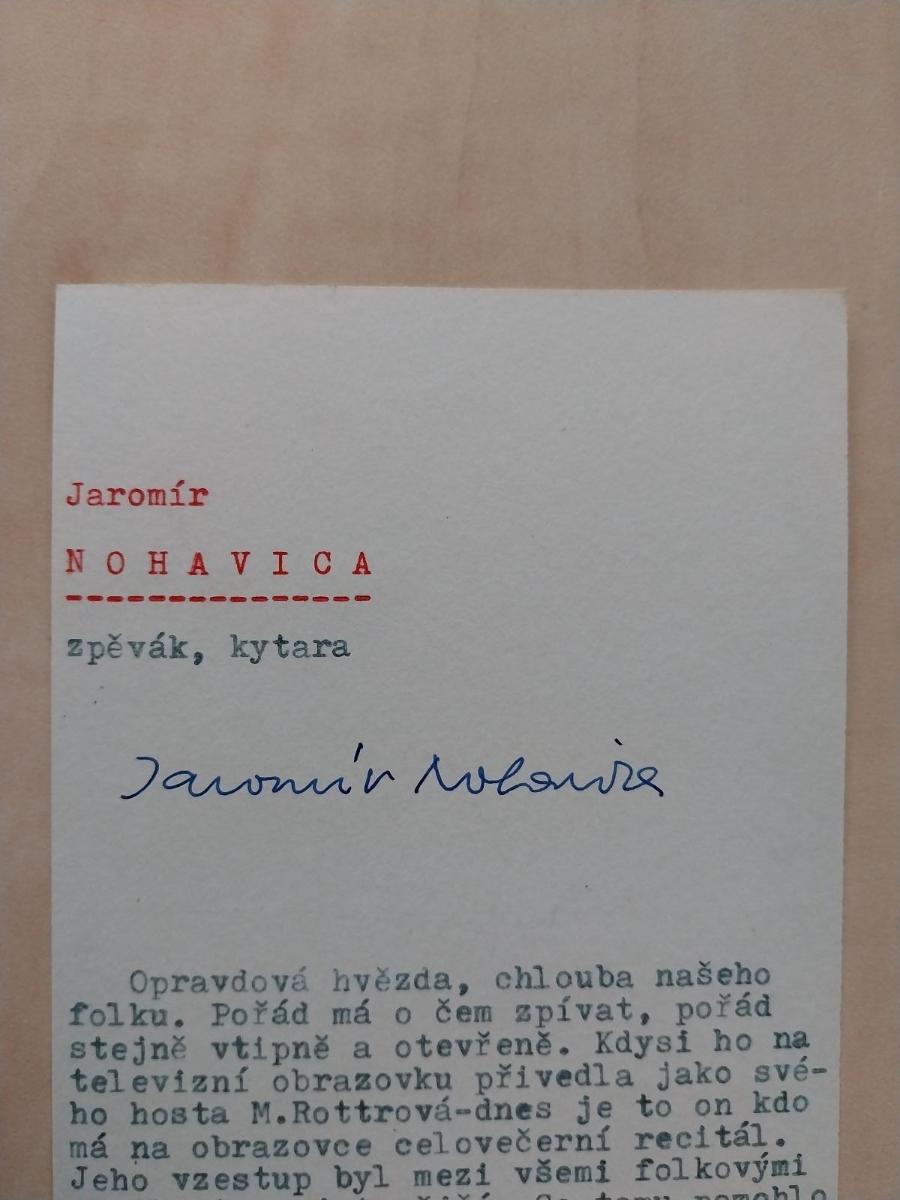 Jaromír
N O H A V I C A
---------------
zpěvák, kytara
Jaromír Nohavica
Opravdová hvězda, chlouba našeho
folku. Pořád má o čem zpívat, pořád
stejně vtipně a otevřeně. Kdysi ho na
televizní obrazovku přivedla jako své-
ho hosta M.Rottrová-dnes je to on kdo
má na obrazovce celovečerní recitál.
Jeho vzestup byl mezi všemi folkovými